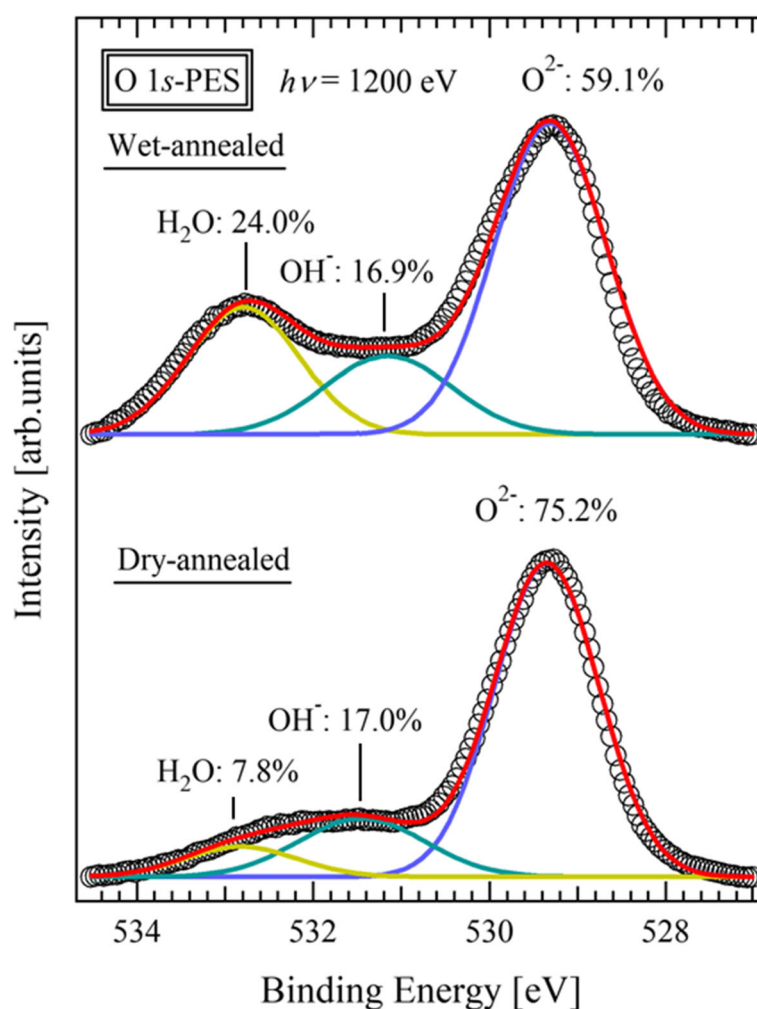 O 1s-PES hν = 1200 eV O²⁻: 59.1%
Wet-annealed
H₂O: 24.0%
OH⁻: 16.9%
O²⁻: 75.2%
Dry-annealed
OH⁻: 17.0%
H₂O: 7.8%
Intensity [arb.units]
534 532 530 528
Binding Energy [eV]